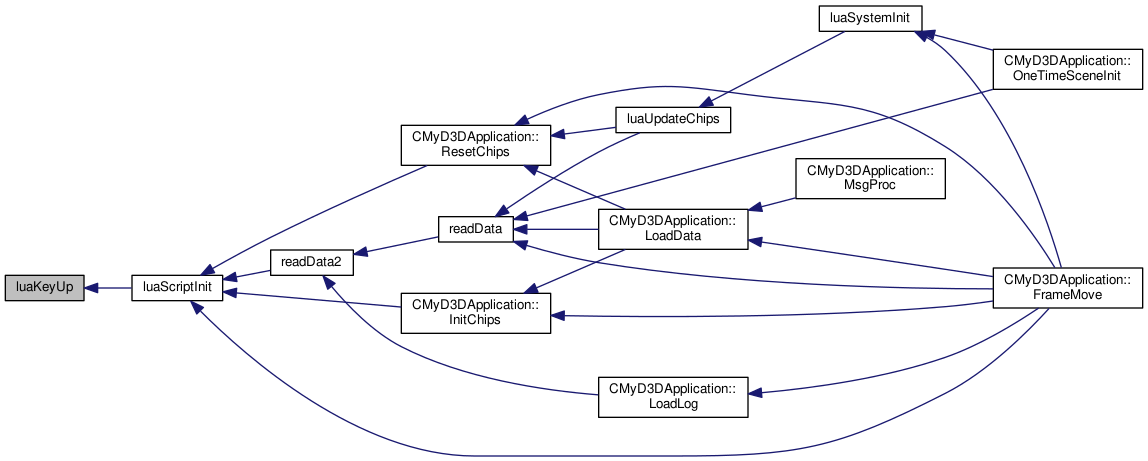 luaSystemInit
CMyD3DApplication::
OneTimeSceneInit
luaUpdateChips
CMyD3DApplication::
ResetChips
CMyD3DApplication::
MsgProc
readData
CMyD3DApplication::
LoadData
readData2
luaKeyUp
luaScriptInit
CMyD3DApplication::
InitChips
CMyD3DApplication::
FrameMove
CMyD3DApplication::
LoadLog